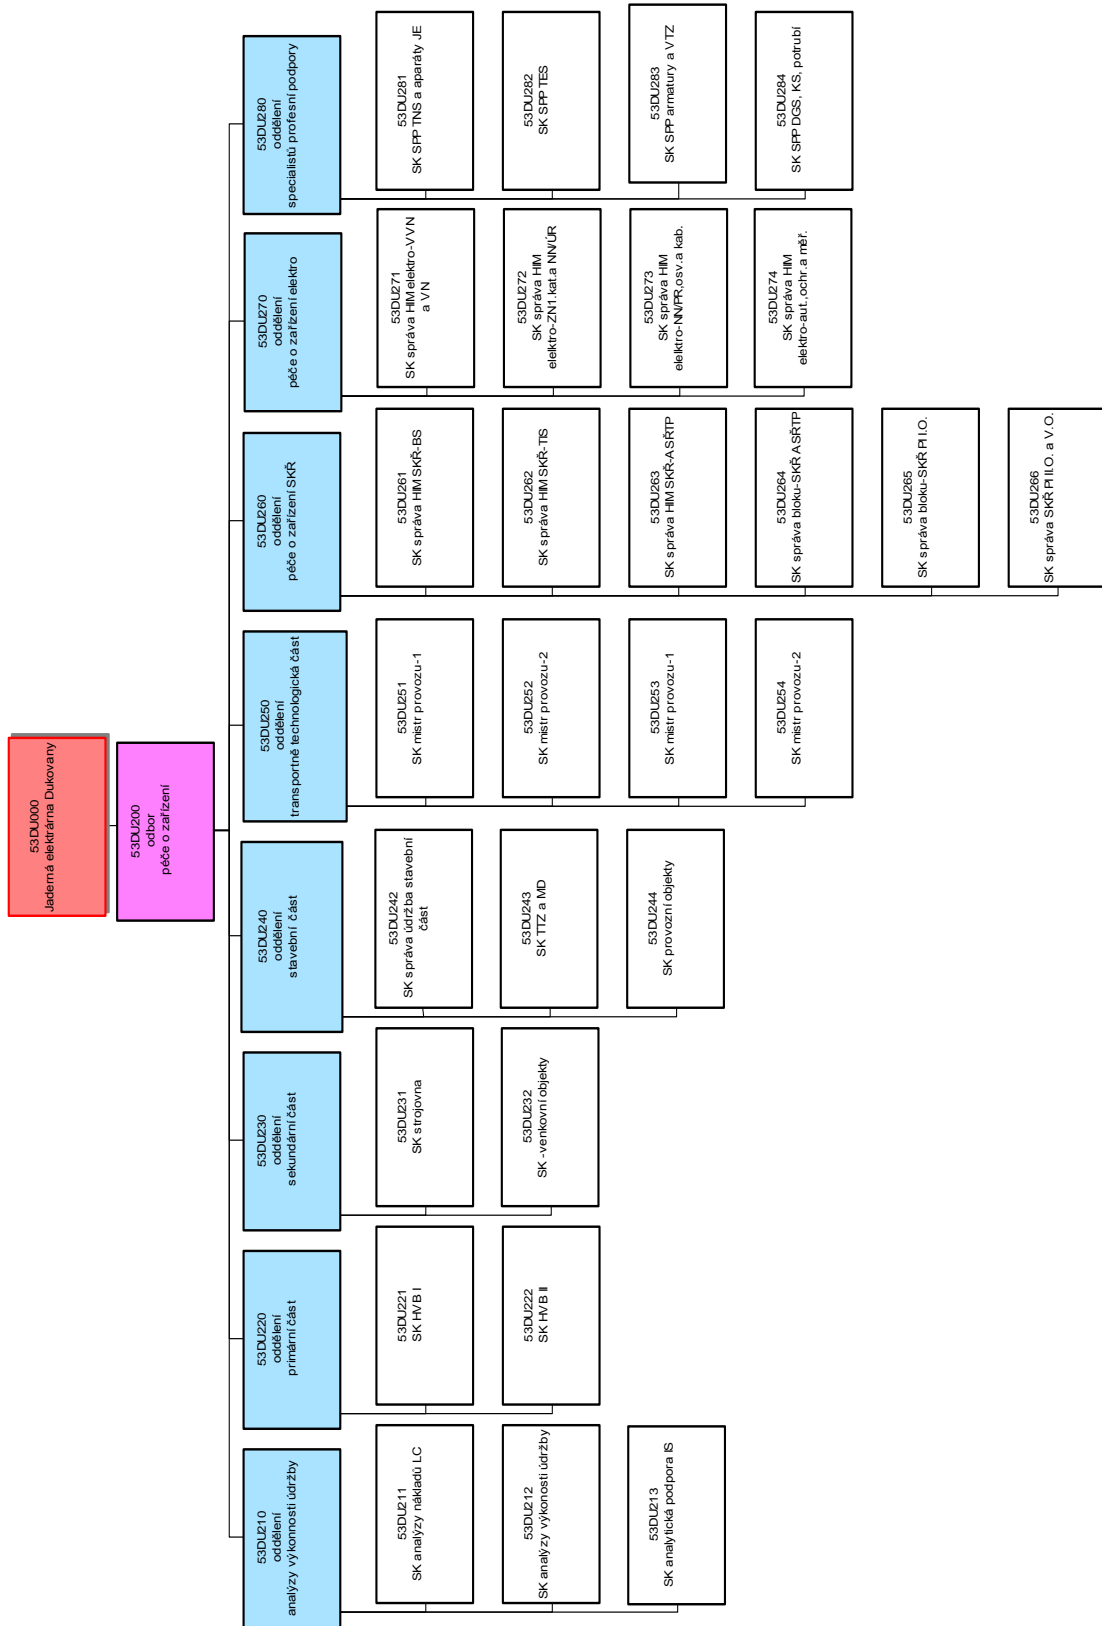 53DU000
Jaderná elektrárna Dukovany
53DU200
odbor
péče o zařízení
53DU210
oddělení
analýzy výkonnosti údržby
53DU211
SK analýzy nákladů LC
53DU212
SK analýzy výkonosti údržby
53DU213
SK analytická podpora IS
53DU220
oddělení
primární část
53DU221
SK HVB I
53DU222
SK HVB II
53DU230
oddělení
sekundární část
53DU231
SK strojovna
53DU232
SK -venkovní objekty
53DU240
oddělení
stavební část
53DU242
SK správa údržba stavební
část
53DU243
SK TTZ a MD
53DU244
SK provozní objekty
53DU250
oddělení
transportně technologická část
53DU251
SK mistr provozu-1
53DU252
SK mistr provozu-2
53DU253
SK mistr provozu-1
53DU254
SK mistr provozu-2
53DU260
oddělení
péče o zařízení SKŘ
53DU261
SK správa HIM SKŘ-BS
53DU262
SK správa HIM SKŘ-TIS
53DU263
SK správa HIM SKŘ-ASŘTP
53DU264
SK správa bloku-SKŘ ASŘTP
53DU265
SK správa bloku-SKŘ PI I.O.
53DU266
SK správa SKŘ PI II.O. a V.O.
53DU270
oddělení
péče o zařízení elektro
53DU271
SK správa HIM elektro-VVN
a VN
53DU272
SK správa HIM
elelktro-ZN1.kat.a NN/ÚR
53DU273
SK správa HIM
elelktro-NN/PR,osv.a kab.
53DU274
SK správa HIM
elektro-aut.,ochr.a měř.
53DU280
oddělení
specialistů profesní podpory
53DU281
SK SPP TNS a aparáty JE
53DU282
SK SPP TES
53DU283
SK SPP armatury a VTZ
53DU284
SK SPP DGS, KS, potrubí